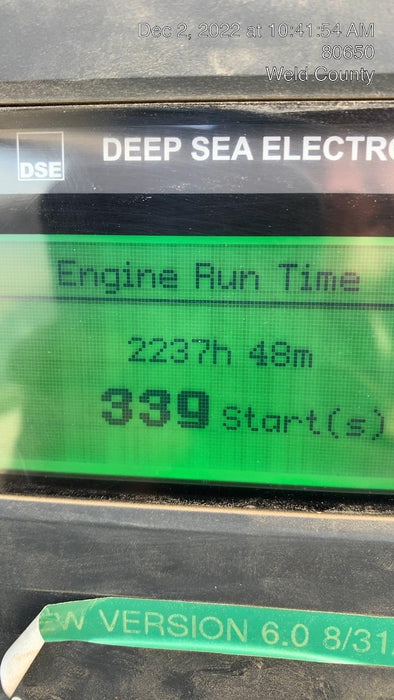 Dec 2, 2022 at 10:41:54 AM
80650
Weld County
DSE
DEEP SEA ELECTRO
Engine Run Time
2237h 48m
339 Start(s)
EW VERSION 6.0 8/31/